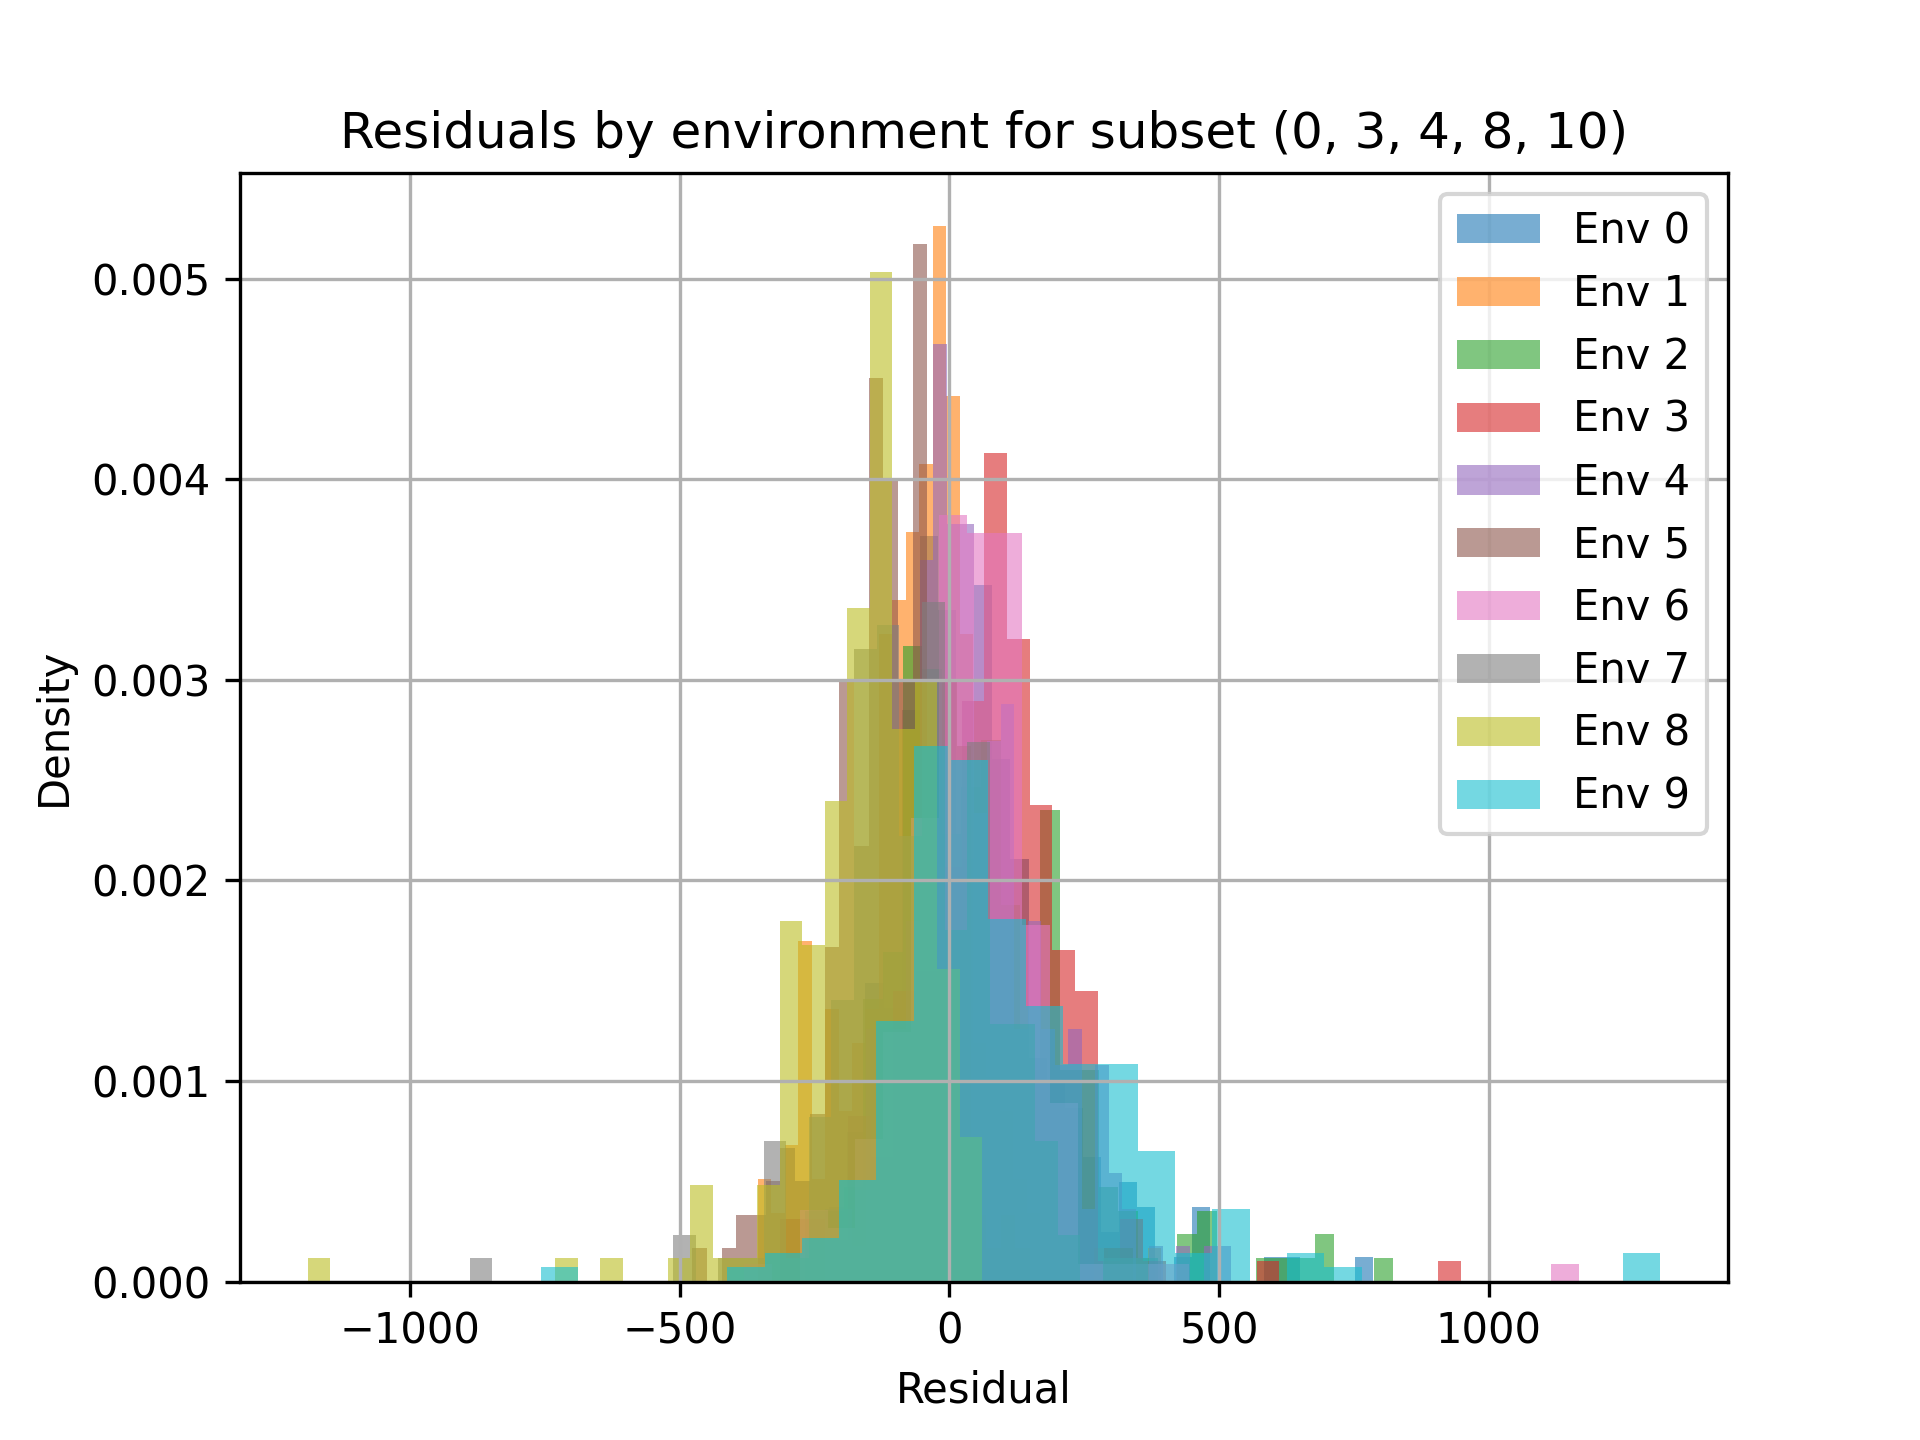 Residuals by environment for subset (0, 3, 4, 8, 10)
Density
0.005
0.004
0.003
0.002
0.001
0.000
−1000
−500
0
500
1000
Residual
Env 0
Env 1
Env 2
Env 3
Env 4
Env 5
Env 6
Env 7
Env 8
Env 9